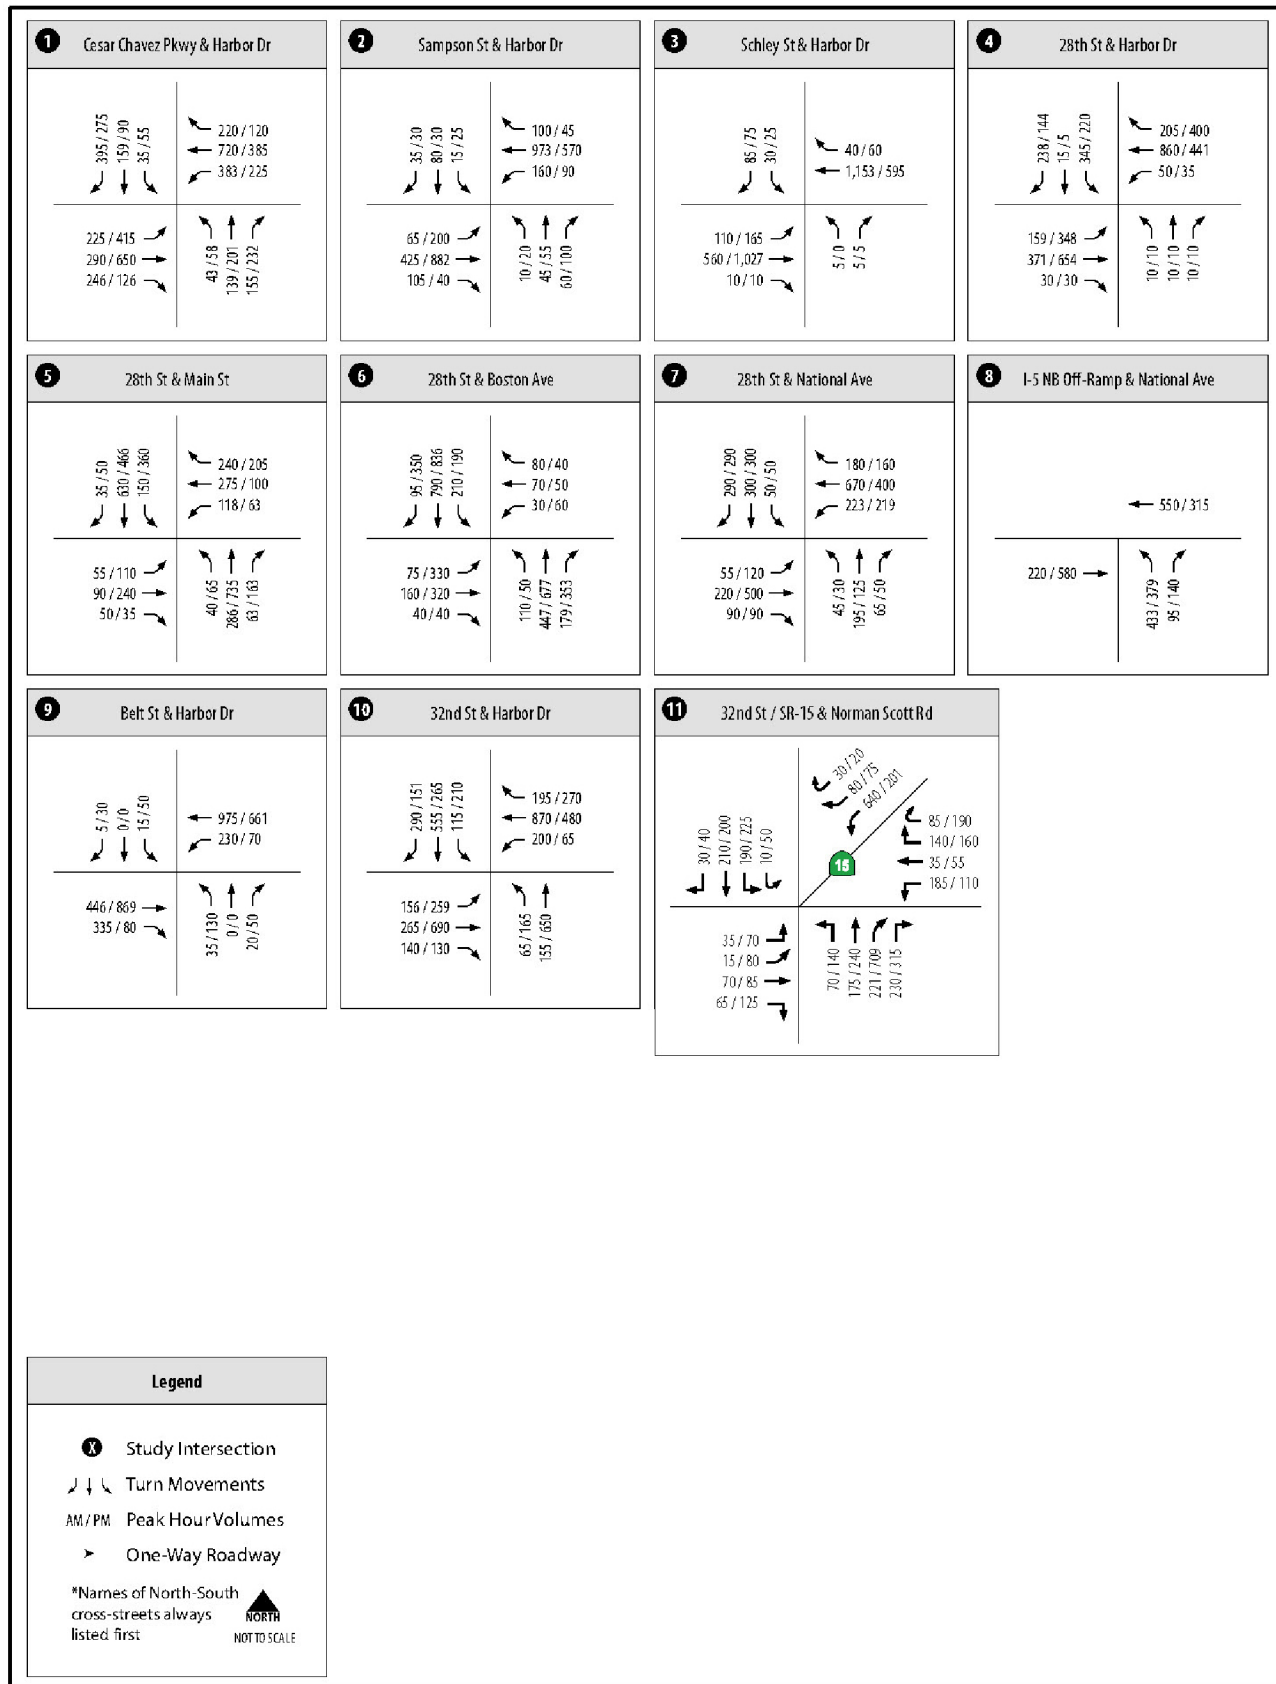 1 Cesar Chavez Pkwy & Harbor Dr
395 / 275
159 / 90
35 / 55
220 / 120
720 / 385
383 / 225
225 / 415
290 / 650
246 / 126
43 / 58
139 / 201
155 / 232
2 Sampson St & Harbor Dr
35 / 30
80 / 30
15 / 25
100 / 45
973 / 570
160 / 90
65 / 200
425 / 882
105 / 40
10 / 20
45 / 55
60 / 100
3 Schley St & Harbor Dr
85 / 75
30 / 25
40 / 60
1,153 / 595
110 / 165
560 / 1,027
10 / 10
5 / 0
5 / 5
4 28th St & Harbor Dr
238 / 144
15 / 5
345 / 220
205 / 400
860 / 441
50 / 35
159 / 348
371 / 654
30 / 30
10 / 10
10 / 10
10 / 10
5 28th St & Main St
35 / 50
630 / 466
150 / 360
240 / 205
275 / 100
118 / 63
55 / 110
90 / 240
50 / 35
40 / 65
286 / 735
63 / 163
6 28th St & Boston Ave
95 / 350
790 / 836
210 / 190
80 / 40
70 / 50
30 / 60
75 / 330
160 / 320
40 / 40
110 / 50
447 / 677
179 / 353
7 28th St & National Ave
290 / 290
300 / 300
50 / 50
180 / 160
670 / 400
223 / 219
55 / 120
220 / 500
90 / 90
45 / 30
195 / 125
65 / 50
8 I-5 NB Off-Ramp & National Ave
550 / 315
220 / 580
433 / 379
95 / 140
9 Belt St & Harbor Dr
5 / 30
0 / 0
15 / 50
975 / 661
230 / 70
446 / 869
335 / 80
35 / 130
0 / 0
20 / 50
10 32nd St & Harbor Dr
290 / 151
555 / 265
115 / 210
195 / 270
870 / 480
200 / 65
156 / 259
265 / 690
140 / 130
65 / 165
155 / 650
11 32nd St / SR-15 & Norman Scott Rd
30 / 20
80 / 75
640 / 201
30 / 40
210 / 200
190 / 225
10 / 50
15
85 / 190
140 / 160
35 / 55
185 / 110
35 / 70
15 / 80
70 / 85
65 / 125
70 / 140
175 / 240
221 / 709
230 / 315
Legend
X Study Intersection
Turn Movements
AM / PM Peak Hour Volumes
One-Way Roadway
*Names of North-South
cross-streets always
listed first
NORTH
NOT TO SCALE